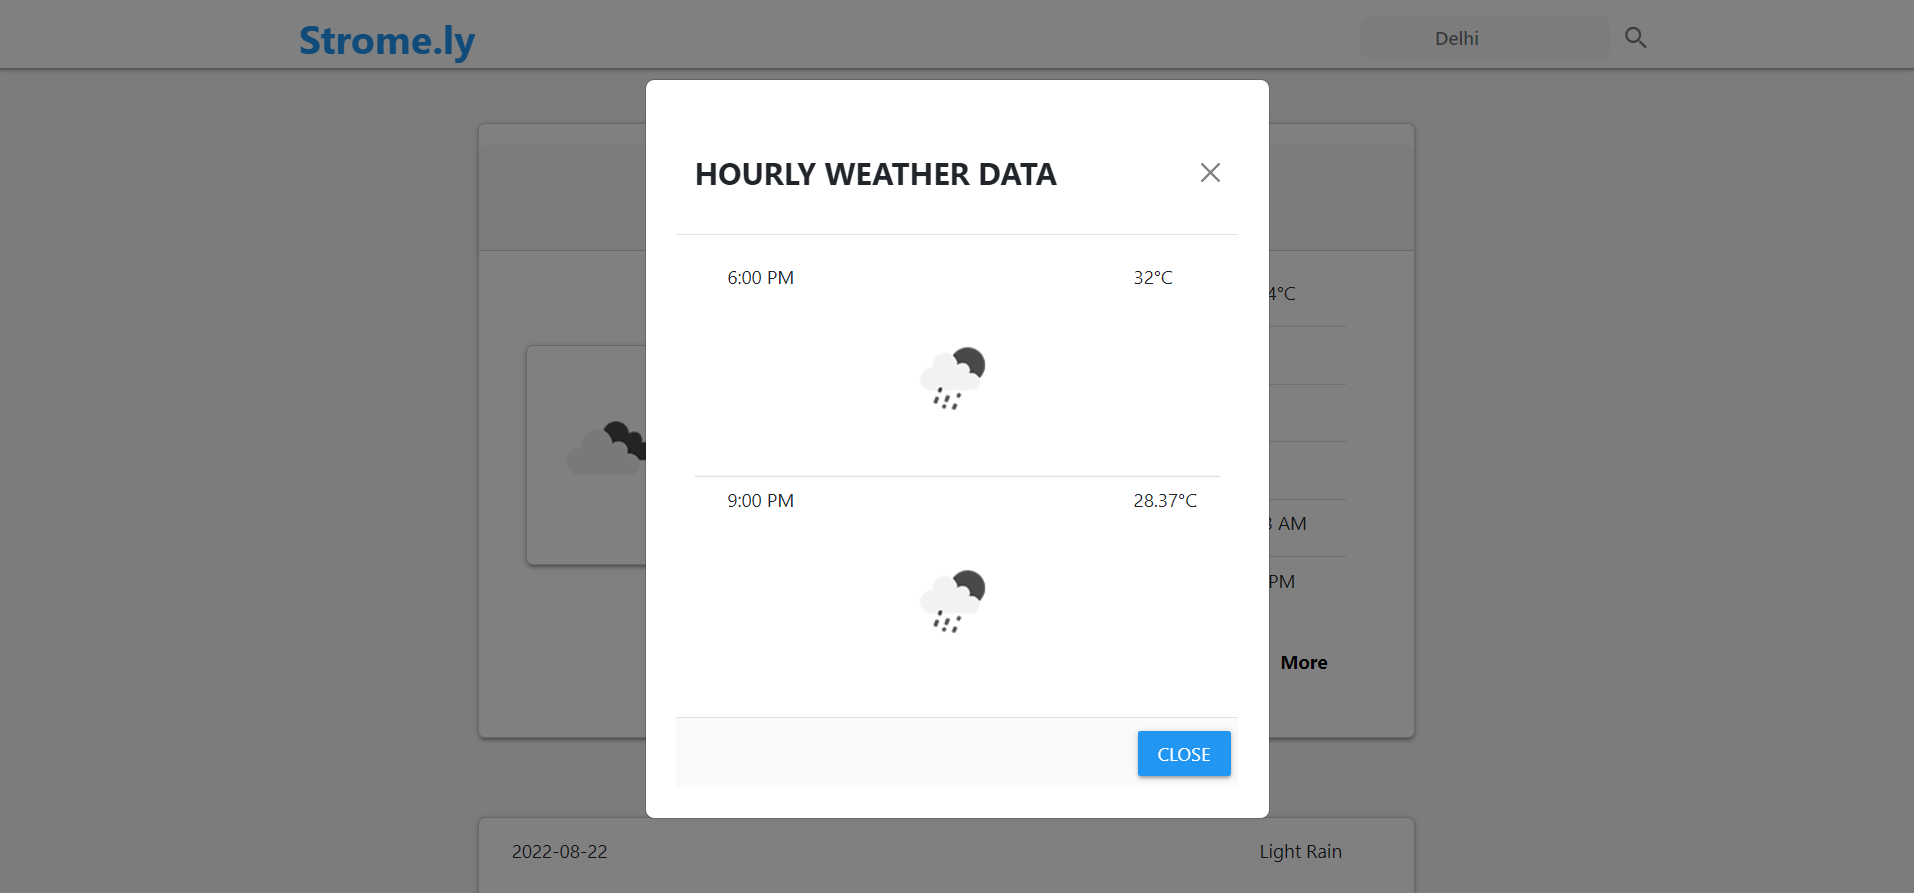 Strome.ly
Delhi
HOURLY WEATHER DATA
6:00 PM
32°C
9:00 PM
28.37°C
CLOSE
4°C
AM
PM
More
2022-08-22
Light Rain